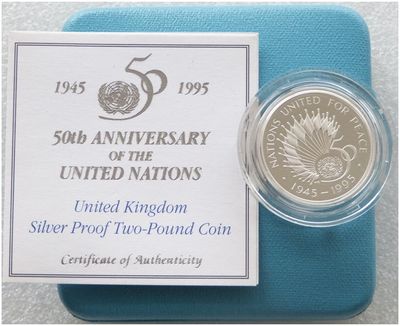 1945 50 1995
50th ANNIVERSARY
OF THE
UNITED NATIONS
United Kingdom
Silver Proof Two-Pound Coin
Certificate of Authenticity
NATIONS UNITED FOR PEACE
50
1945-1995